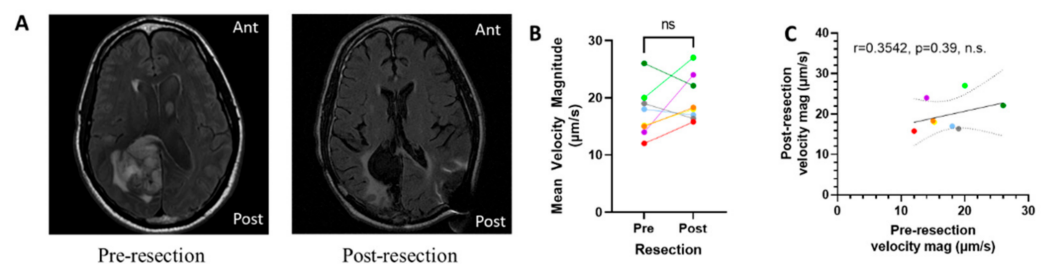 A
Ant
Post
Pre-resection
Ant
Post
Post-resection
B
ns
Mean Velocity Magnitude
(µm/s)
30
20
10
0
Pre
Post
Resection
C
r=0.3542, p=0.39, n.s.
Post-resection
velocity mag (µm/s)
40
30
20
10
0
0
10
20
30
Pre-resection
velocity mag (µm/s)